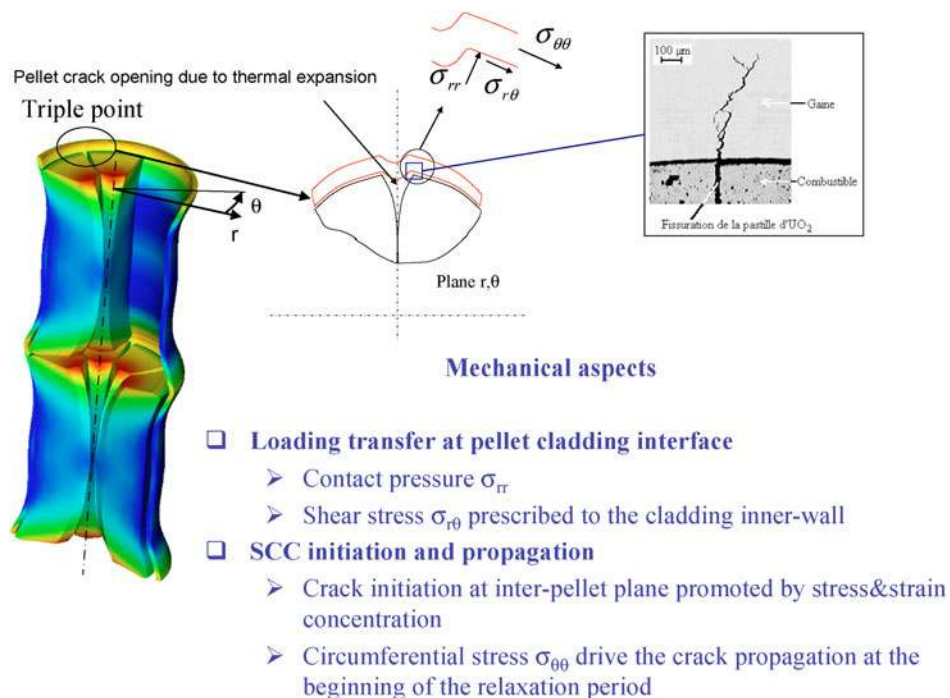 σθθ
σrr
σrθ
Pellet crack opening due to thermal expansion
Triple point
θ
r
100 µm
Gaine
Combustible
Fissuration de la pastille d'UO2
Plane r,θ
Mechanical aspects
❑ Loading transfer at pellet cladding interface
➢ Contact pressure σrr
➢ Shear stress σrθ prescribed to the cladding inner-wall
❑ SCC initiation and propagation
➢ Crack initiation at inter-pellet plane promoted by stress&strain
concentration
➢ Circumferential stress σθθ drive the crack propagation at the
beginning of the relaxation period